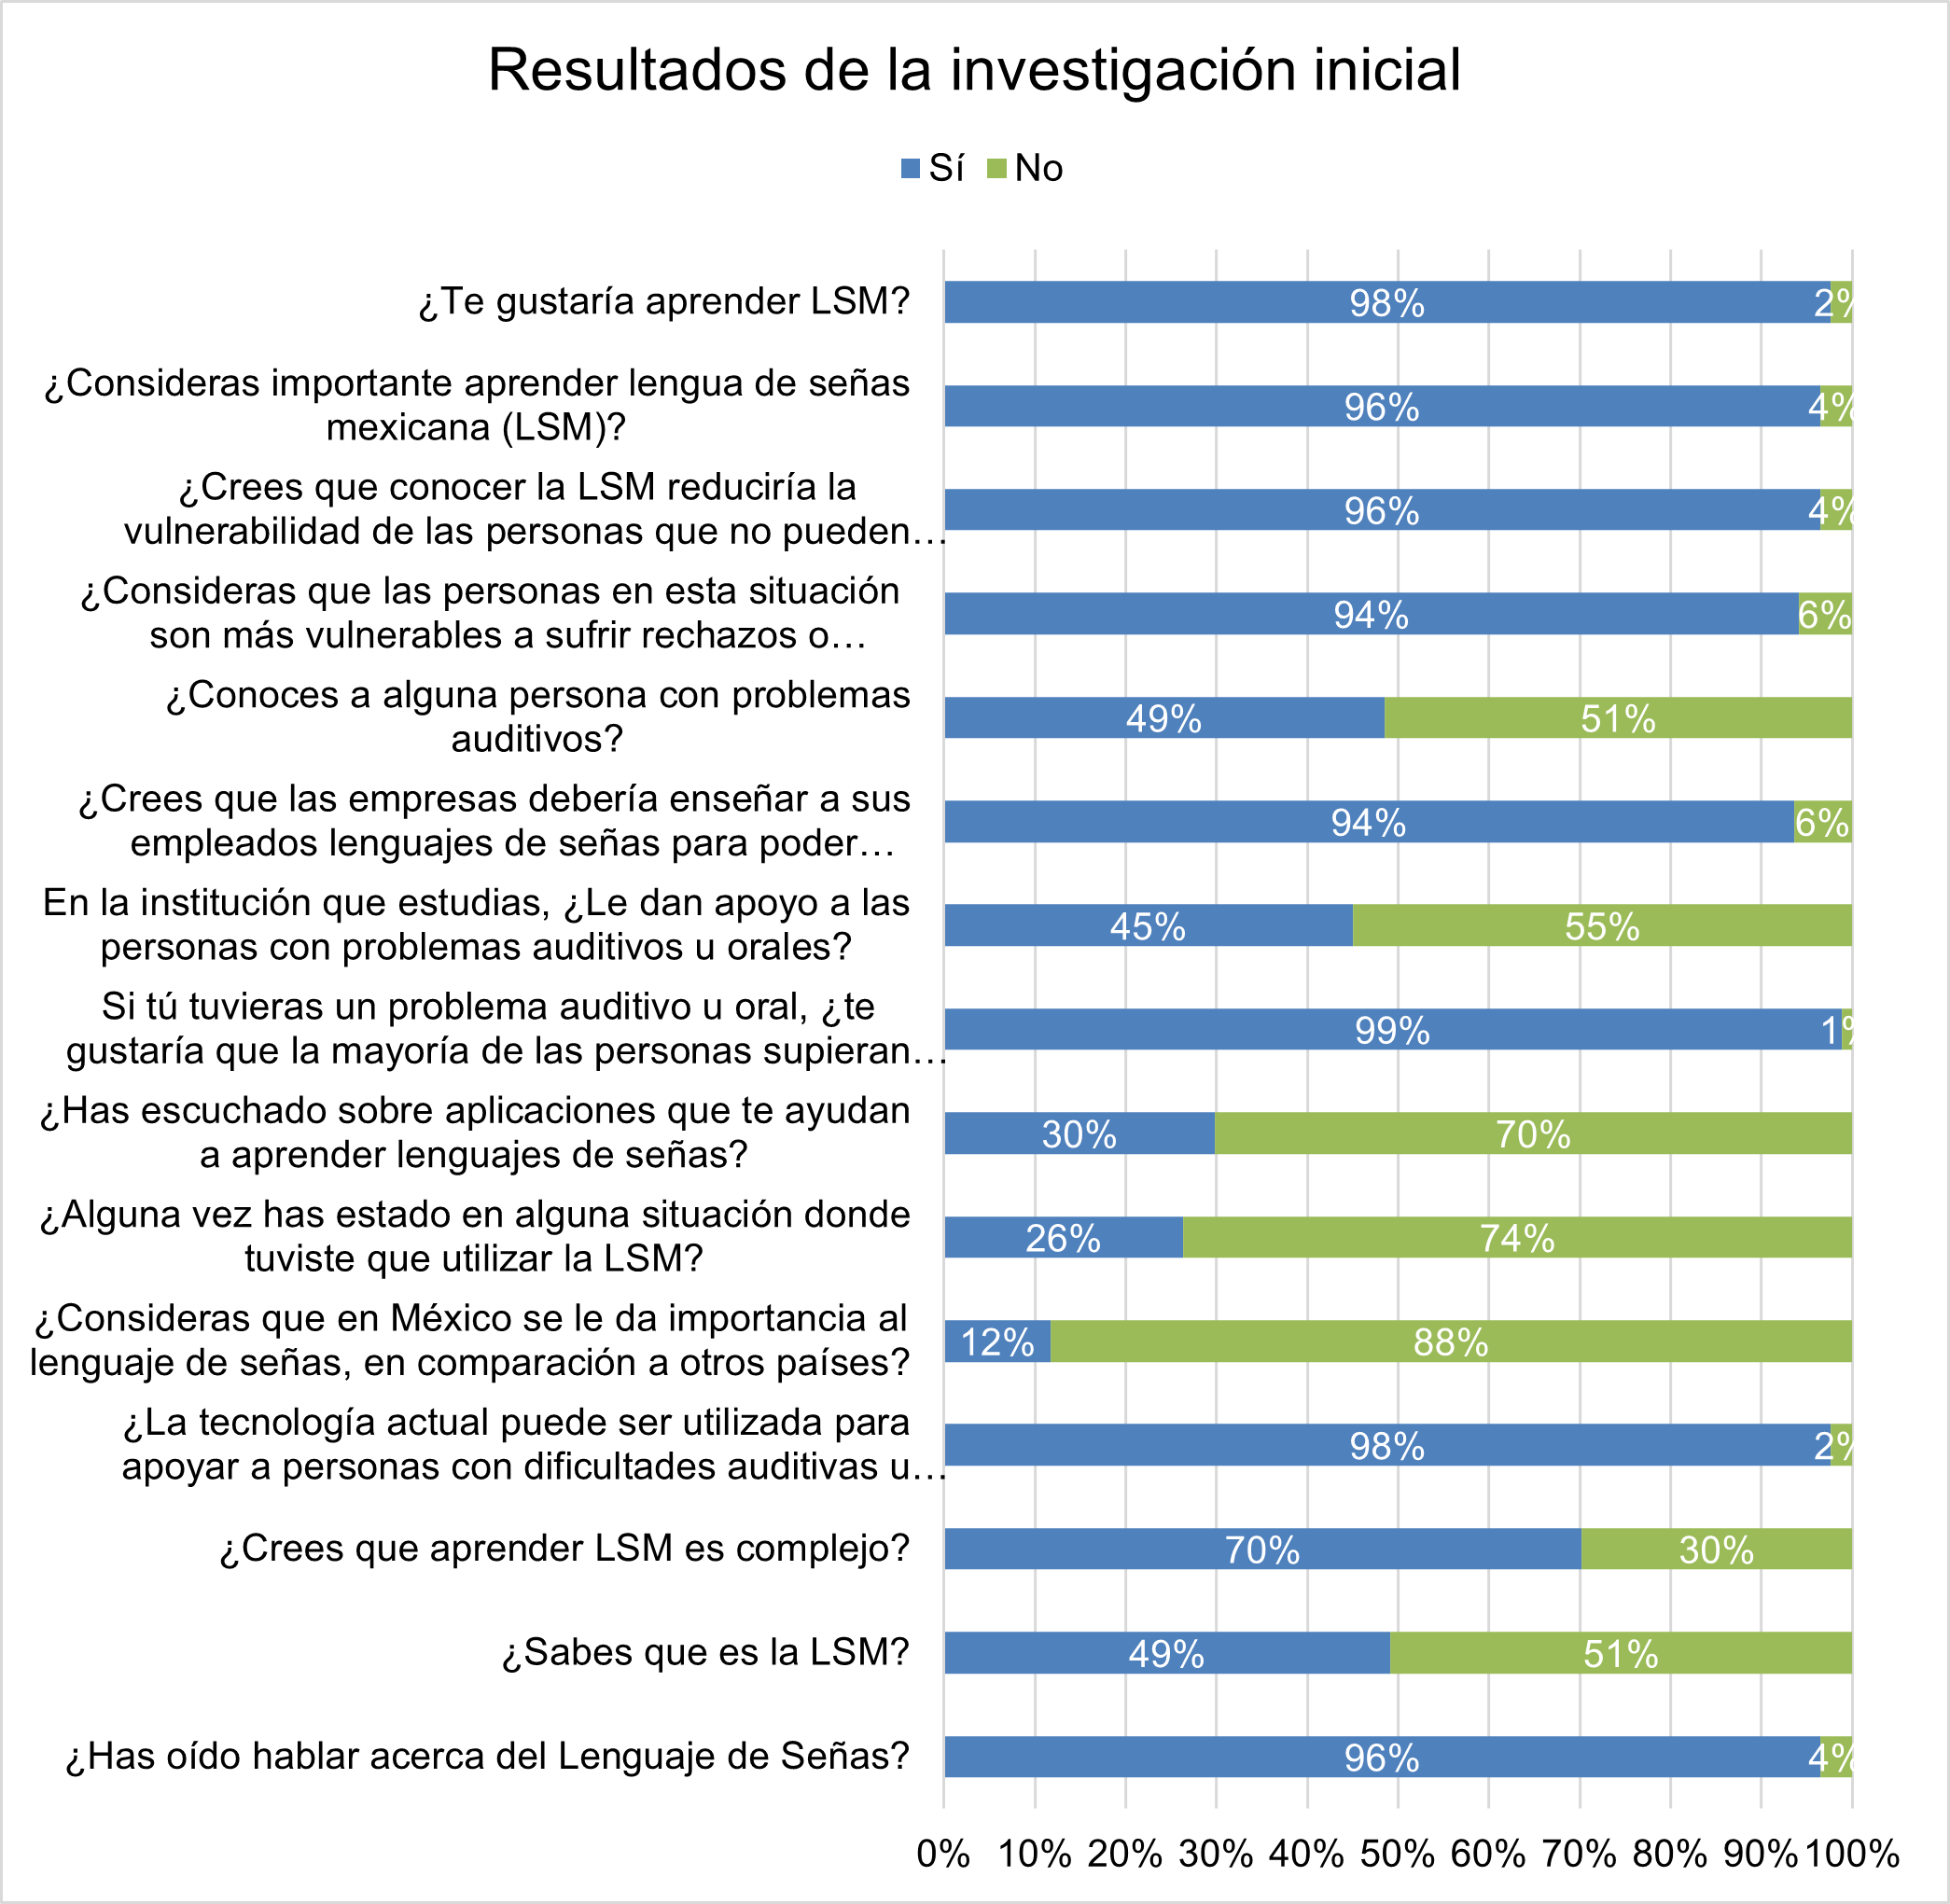 Resultados de la investigación inicial
Sí No
¿Te gustaría aprender LSM?
98% 2%
¿Consideras importante aprender lengua de señas
mexicana (LSM)?
96% 4%
¿Crees que conocer la LSM reduciría la
vulnerabilidad de las personas que no pueden…
96% 4%
¿Consideras que las personas en esta situación
son más vulnerables a sufrir rechazos o…
94% 6%
¿Conoces a alguna persona con problemas
auditivos?
49% 51%
¿Crees que las empresas debería enseñar a sus
empleados lenguajes de señas para poder…
94% 6%
En la institución que estudias, ¿Le dan apoyo a las
personas con problemas auditivos u orales?
45% 55%
Si tú tuvieras un problema auditivo u oral, ¿te
gustaría que la mayoría de las personas supieran…
99% 1%
¿Has escuchado sobre aplicaciones que te ayudan
a aprender lenguajes de señas?
30% 70%
¿Alguna vez has estado en alguna situación donde
tuviste que utilizar la LSM?
26% 74%
¿Consideras que en México se le da importancia al
lenguaje de señas, en comparación a otros países?
12% 88%
¿La tecnología actual puede ser utilizada para
apoyar a personas con dificultades auditivas u…
98% 2%
¿Crees que aprender LSM es complejo?
70% 30%
¿Sabes que es la LSM?
49% 51%
¿Has oído hablar acerca del Lenguaje de Señas?
96% 4%
0% 10% 20% 30% 40% 50% 60% 70% 80% 90% 100%